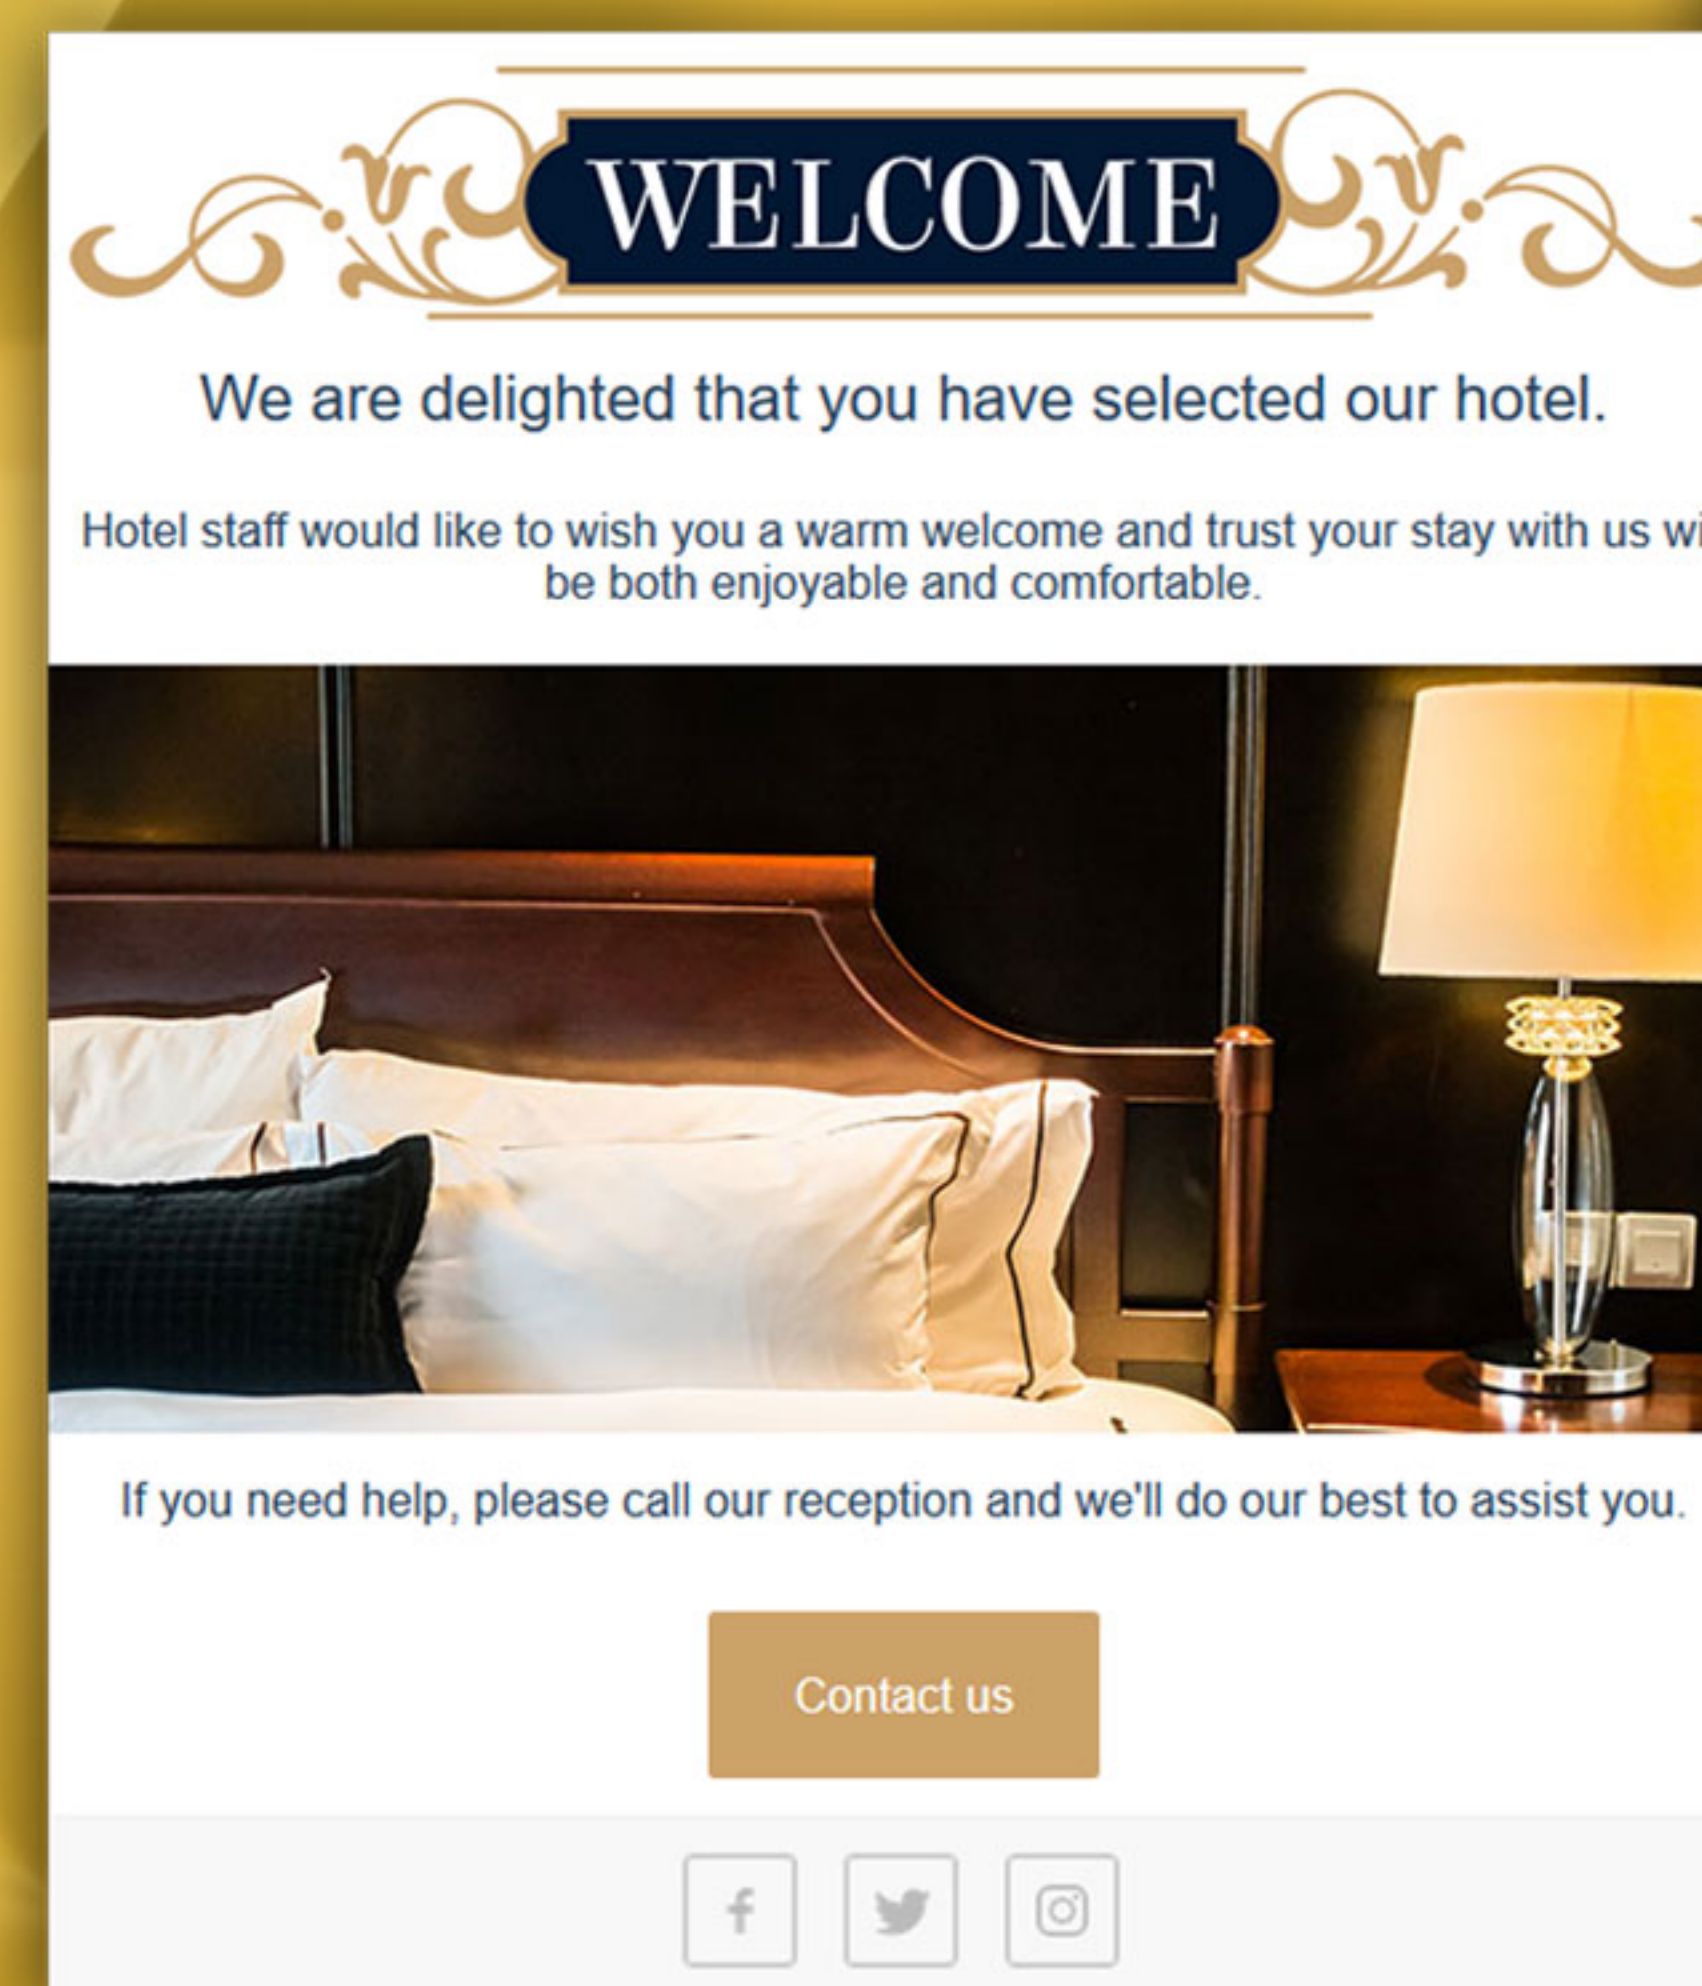 WELCOME
We are delighted that you have selected our hotel.
Hotel staff would like to wish you a warm welcome and trust your stay with us
be both enjoyable and comfortable.
If you need help, please call our reception and we'll do our best to assist you.
Contact us